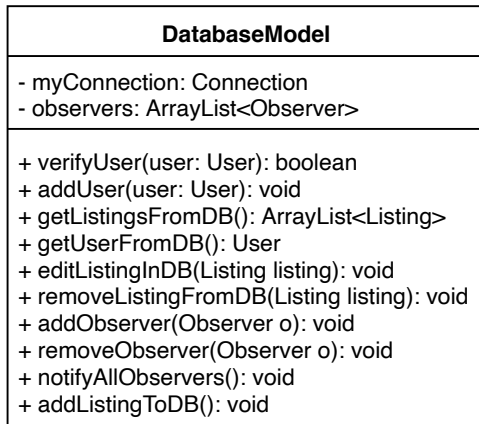 DatabaseModel
- myConnection: Connection
- observers: ArrayList<Observer>
+ verifyUser(user: User): boolean
+ addUser(user: User): void
+ getListingsFromDB(): ArrayList<Listing>
+ getUserFromDB(): User
+ editListingInDB(Listing listing): void
+ removeListingFromDB(Listing listing): void
+ addObserver(Observer o): void
+ removeObserver(Observer o): void
+ notifyAllObservers(): void
+ addListingToDB(): void